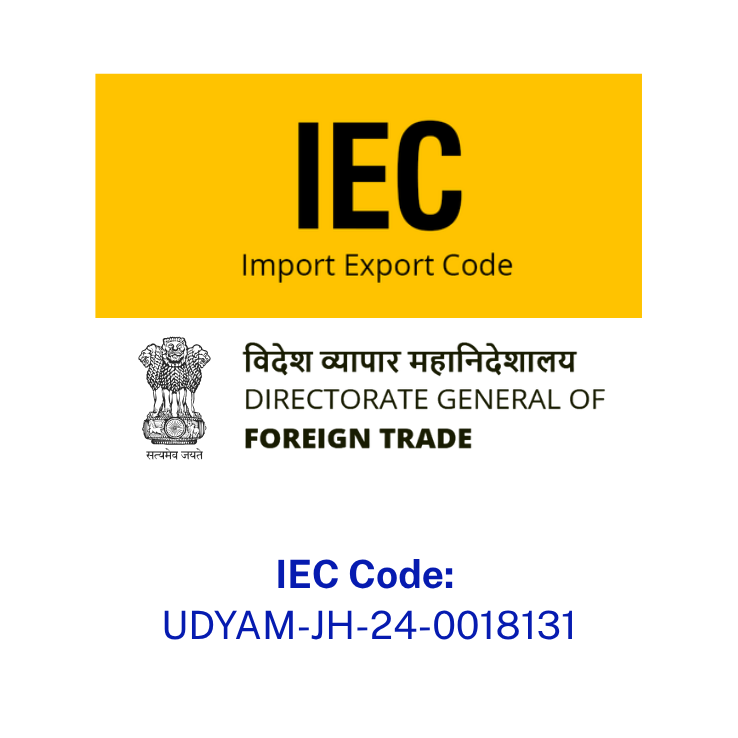 IEC
Import Export Code
विदेश व्यापार महानिदेशालय
DIRECTORATE GENERAL OF
FOREIGN TRADE
सत्यमेव जयते
IEC Code:
UDYAM-JH-24-0018131